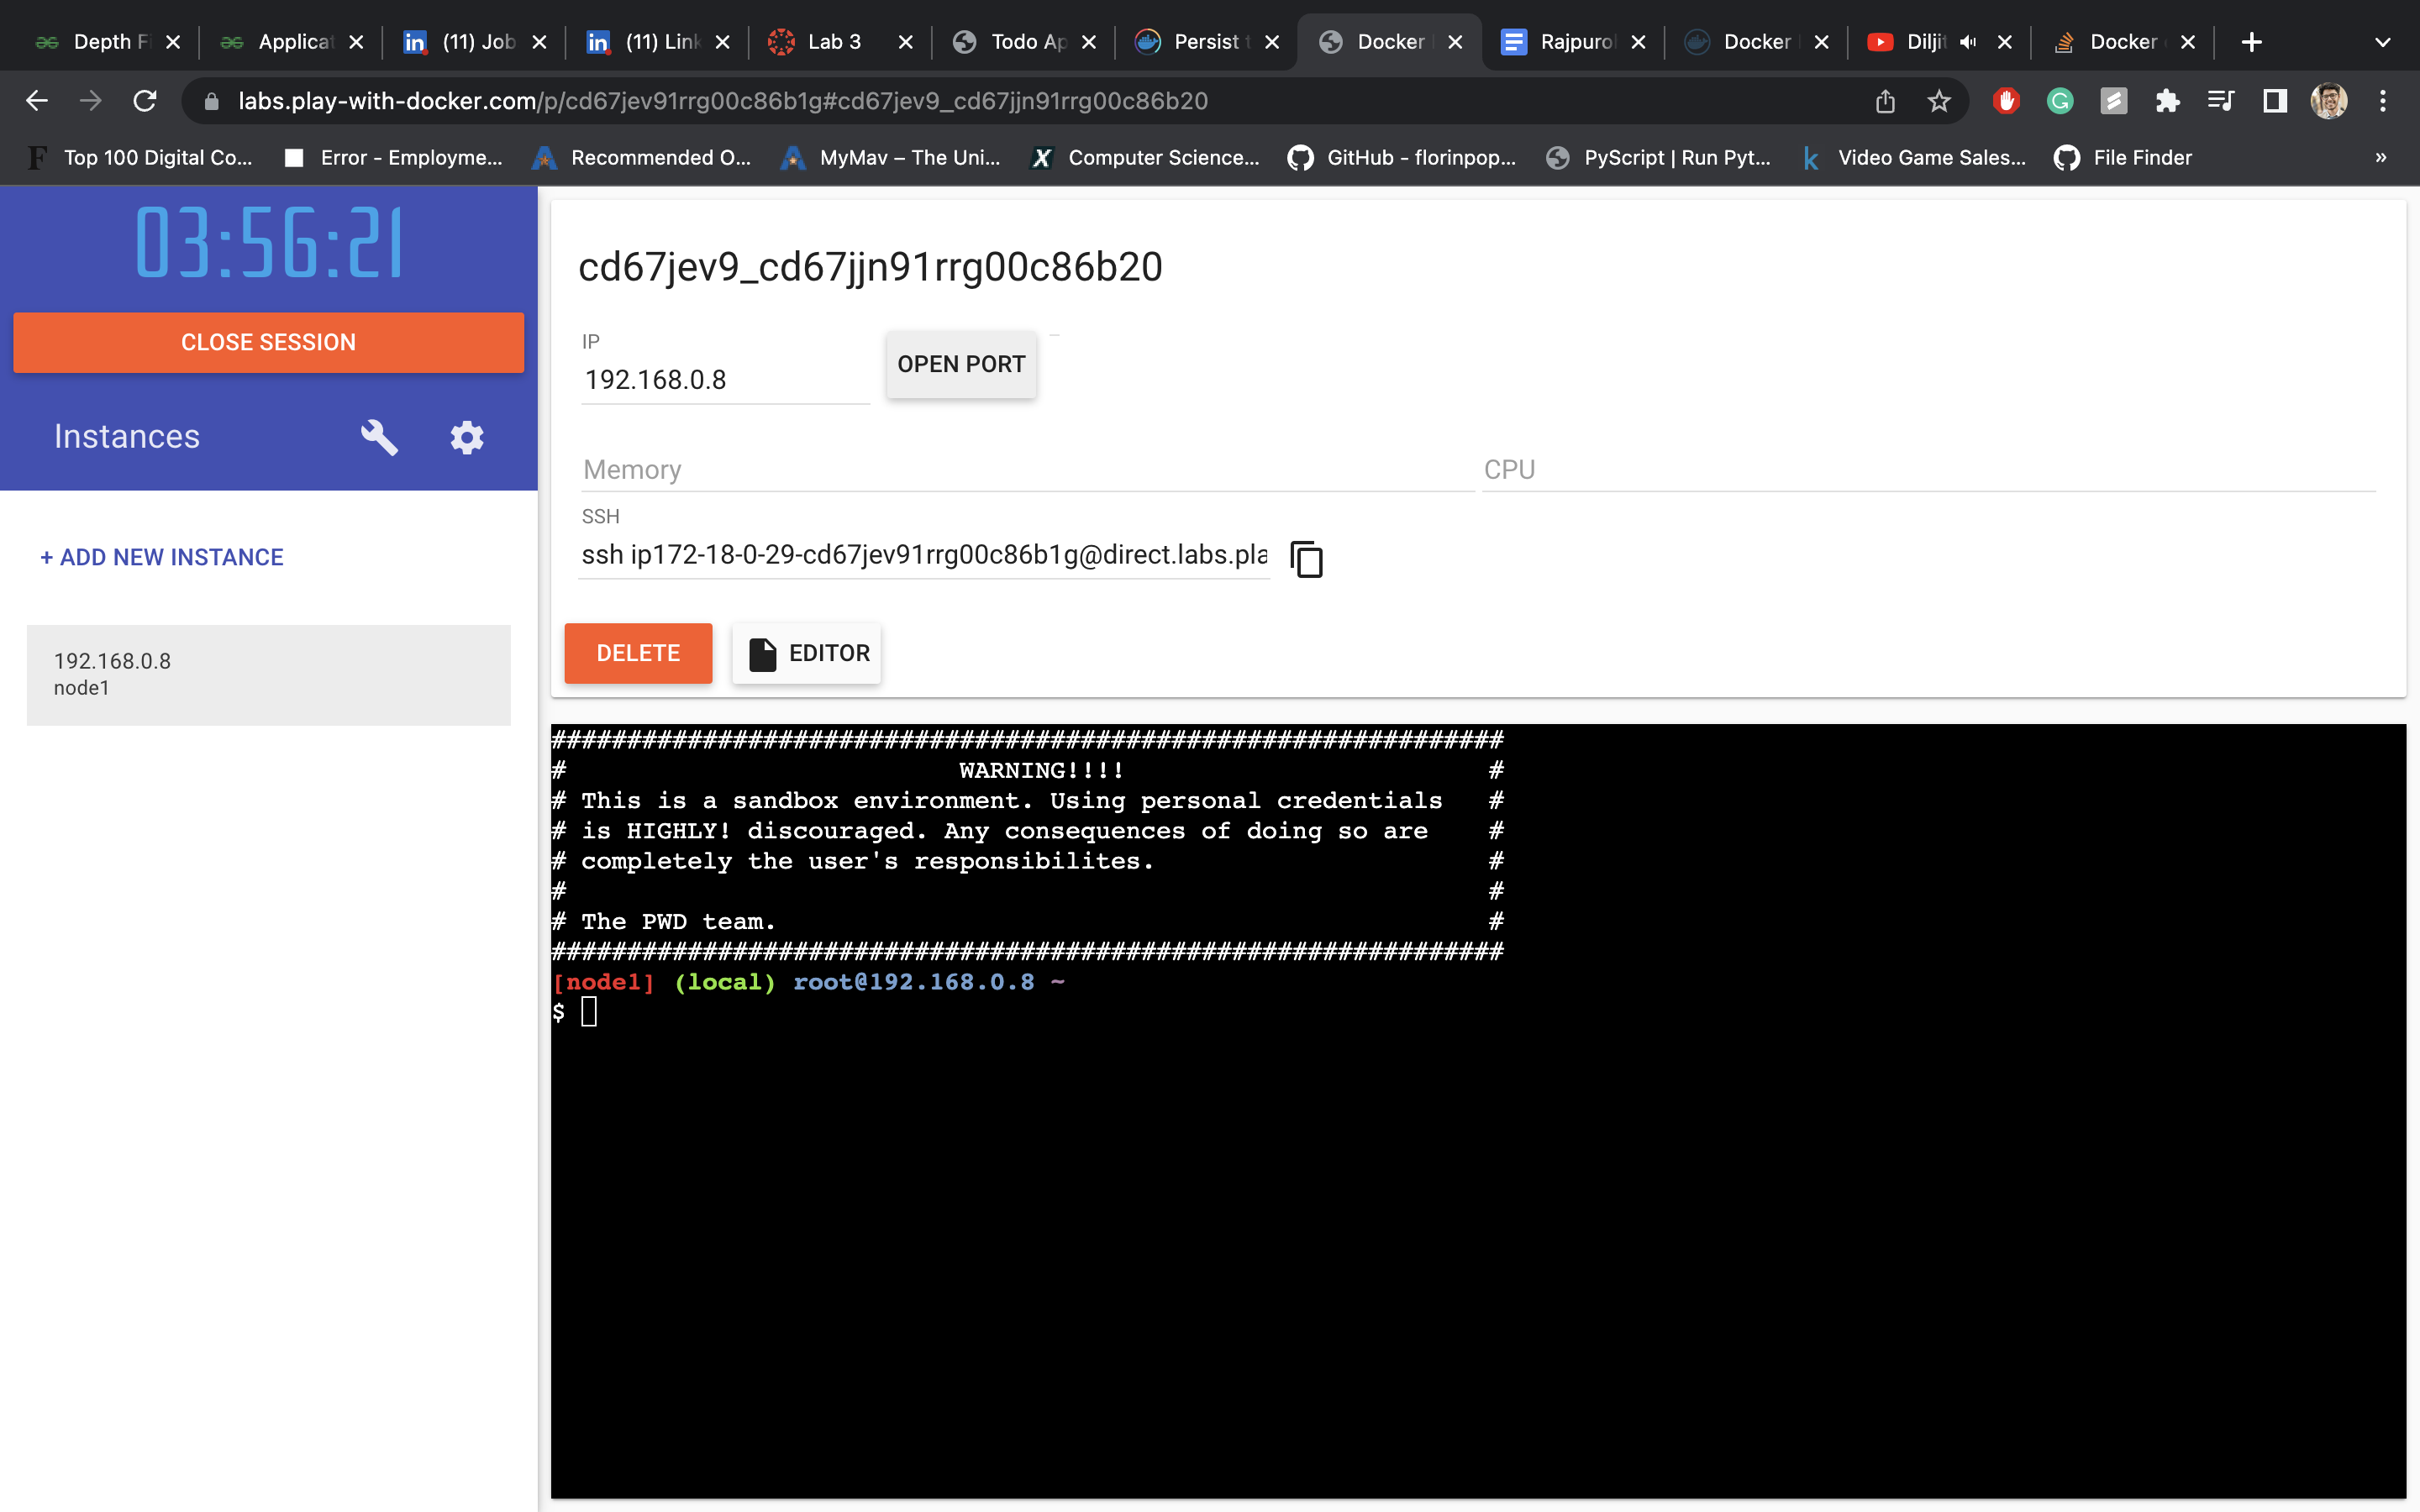 Depth F
Applicat
(11) Job
(11) Link
Lab 3
Todo Ap
Persist t
Docker
Rajpurol
Docker
Diljit
Docker
labs.play-with-docker.com/p/cd67jev91rrg00c86b1g#cd67jev9_cd67jjn91rrg00c86b20
Top 100 Digital Co...
Error - Employme...
Recommended O...
MyMav – The Uni...
Computer Science...
GitHub - florinpop...
PyScript | Run Pyt...
Video Game Sales...
File Finder
»
03:56:21
CLOSE SESSION
Instances
+ ADD NEW INSTANCE
192.168.0.8
node1
cd67jev9_cd67jjn91rrg00c86b20
IP
192.168.0.8
OPEN PORT
Memory
CPU
SSH
ssh ip172-18-0-29-cd67jev91rrg00c86b1g@direct.labs.pla
DELETE
EDITOR
###############################################################
#                          WARNING!!!!                        #
# This is a sandbox environment. Using personal credentials   #
# is HIGHLY! discouraged. Any consequences of doing so are    #
# completely the user's responsibilites.                      #
#                                                             #
# The PWD team.                                               #
###############################################################
[node1] (local) root@192.168.0.8 ~
$